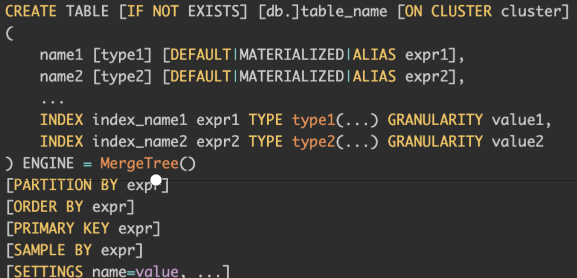 CREATE TABLE [IF NOT EXISTS] [db.]table_name [ON CLUSTER cluster]
(
    name1 [type1] [DEFAULT|MATERIALIZED|ALIAS expr1],
    name2 [type2] [DEFAULT|MATERIALIZED|ALIAS expr2],
    ...
    INDEX index_name1 expr1 TYPE type1(...) GRANULARITY value1,
    INDEX index_name2 expr2 TYPE type2(...) GRANULARITY value2
) ENGINE = MergeTree()
[PARTITION BY expr]
[ORDER BY expr]
[PRIMARY KEY expr]
[SAMPLE BY expr]
[SETTINGS name=value, ...]